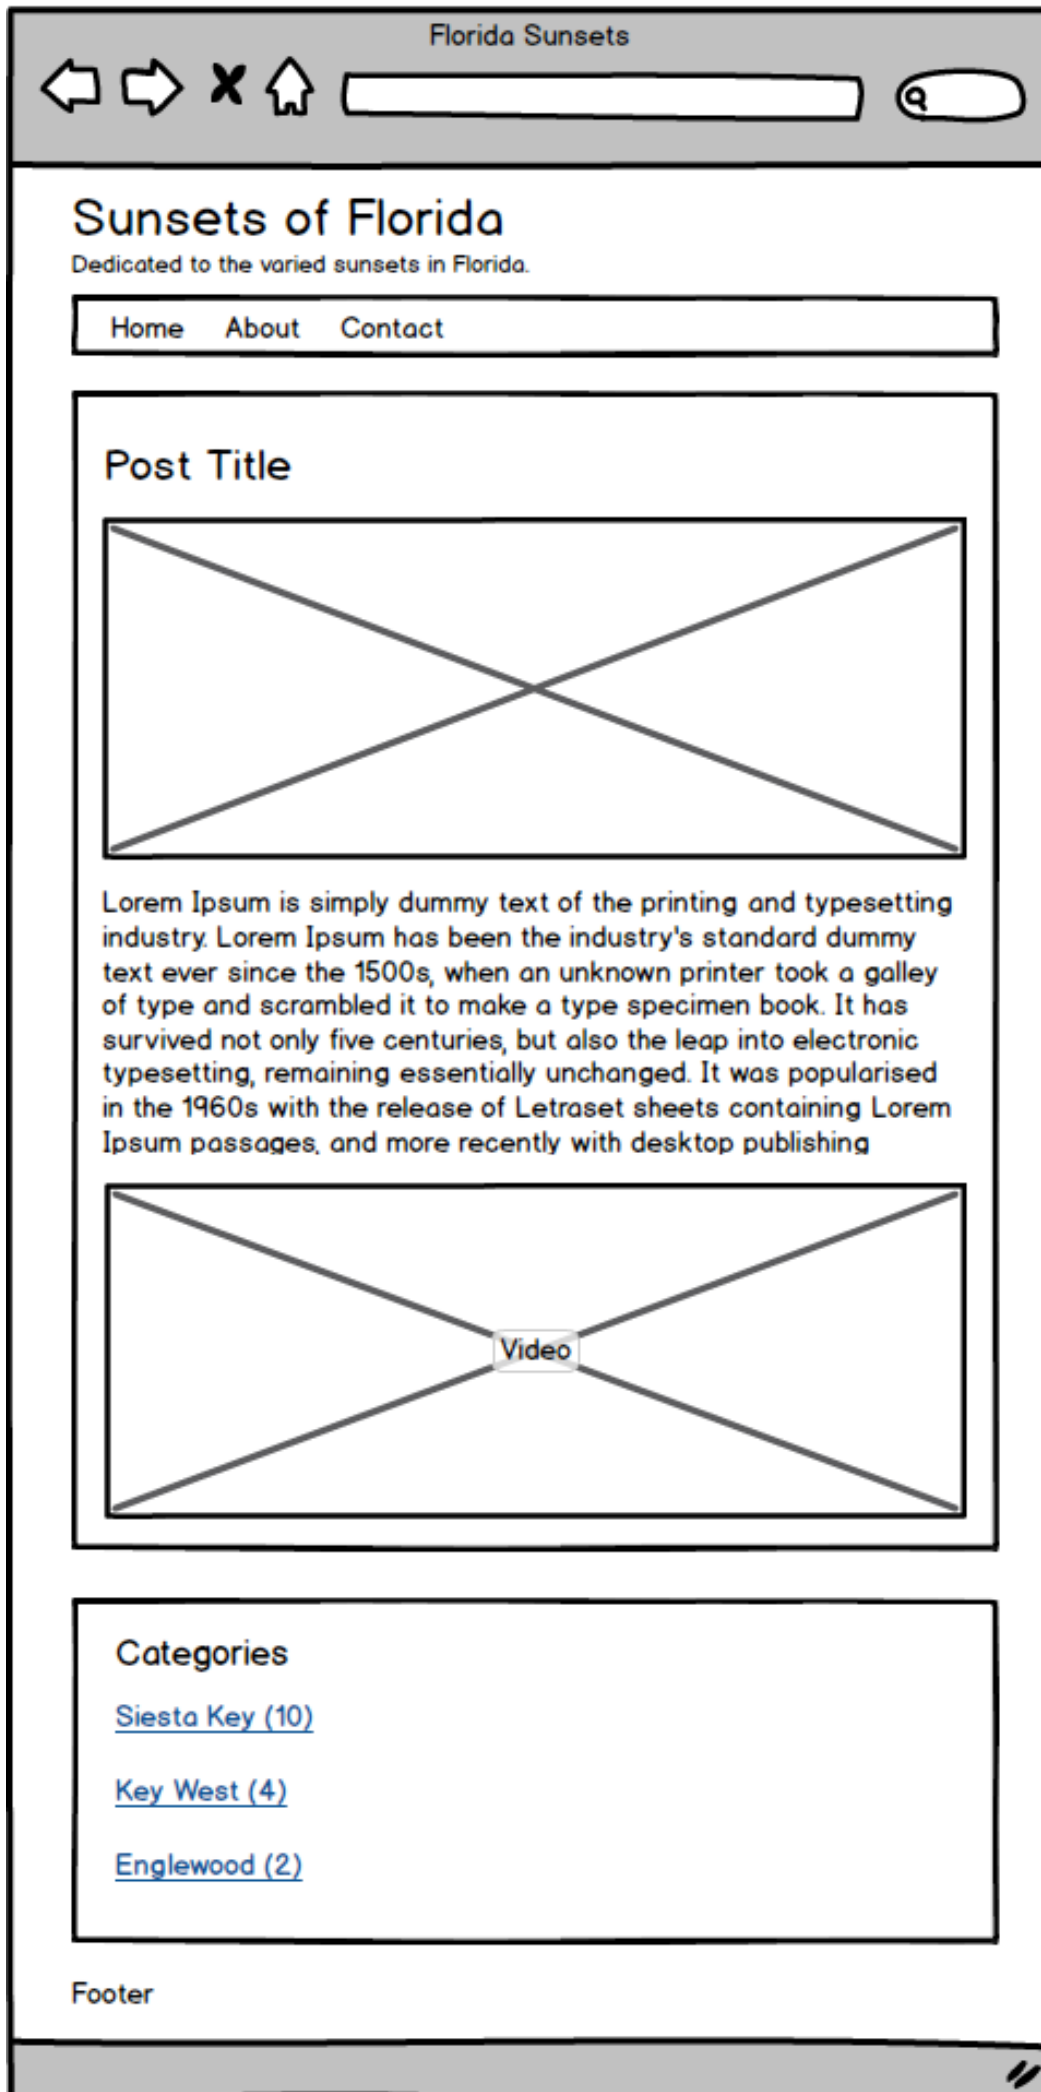 Florida Sunsets
Sunsets of Florida
Dedicated to the varied sunsets in Florida.
Home About Contact
Post Title
Lorem Ipsum is simply dummy text of the printing and typesetting
industry. Lorem Ipsum has been the industry's standard dummy
text ever since the 1500s, when an unknown printer took a galley
of type and scrambled it to make a type specimen book. It has
survived not only five centuries, but also the leap into electronic
typesetting, remaining essentially unchanged. It was popularised
in the 1960s with the release of Letraset sheets containing Lorem
Ipsum passages, and more recently with desktop publishing
Video
Categories
Siesta Key (10)
Key West (4)
Englewood (2)
Footer